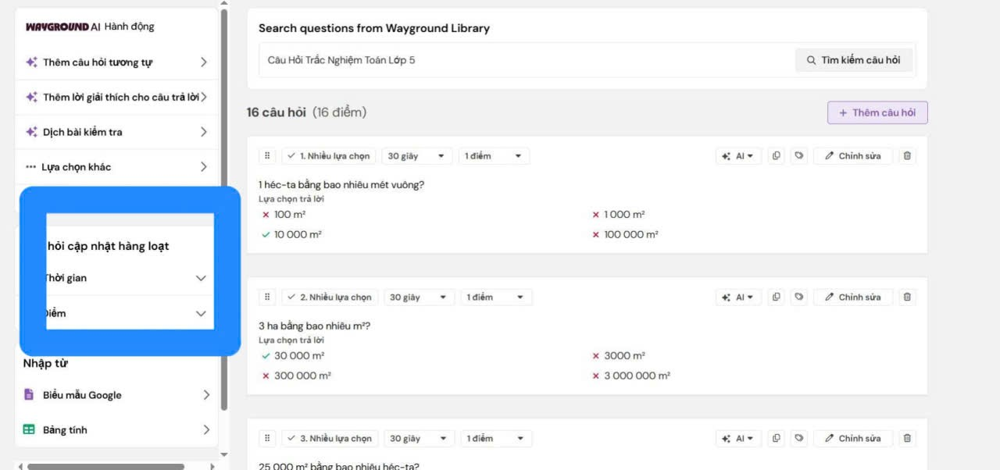 WAYGROUND AI Hành động
Thêm câu hỏi tương tự
Thêm lời giải thích cho câu trả lời
Dịch bài kiểm tra
Lựa chọn khác
hỏi cập nhật hàng loạt
Thời gian
Điểm
Nhập từ
Biểu mẫu Google
Bảng tính
Search questions from Wayground Library
Câu Hỏi Trắc Nghiệm Toán Lớp 5
Tìm kiếm câu hỏi
16 câu hỏi (16 điểm)
+ Thêm câu hỏi
1. Nhiều lựa chọn 30 giây 1 điểm AI Chỉnh sửa
1 héc-ta bằng bao nhiêu mét vuông?
Lựa chọn trả lời
100 m² 1 000 m²
10 000 m² 100 000 m²
2. Nhiều lựa chọn 30 giây 1 điểm AI Chỉnh sửa
3 ha bằng bao nhiêu m²?
Lựa chọn trả lời
30 000 m² 3000 m²
300 000 m² 3 000 000 m²
3. Nhiều lựa chọn 30 giây 1 điểm AI Chỉnh sửa
25 000 m² bằng bao nhiêu héc-ta?